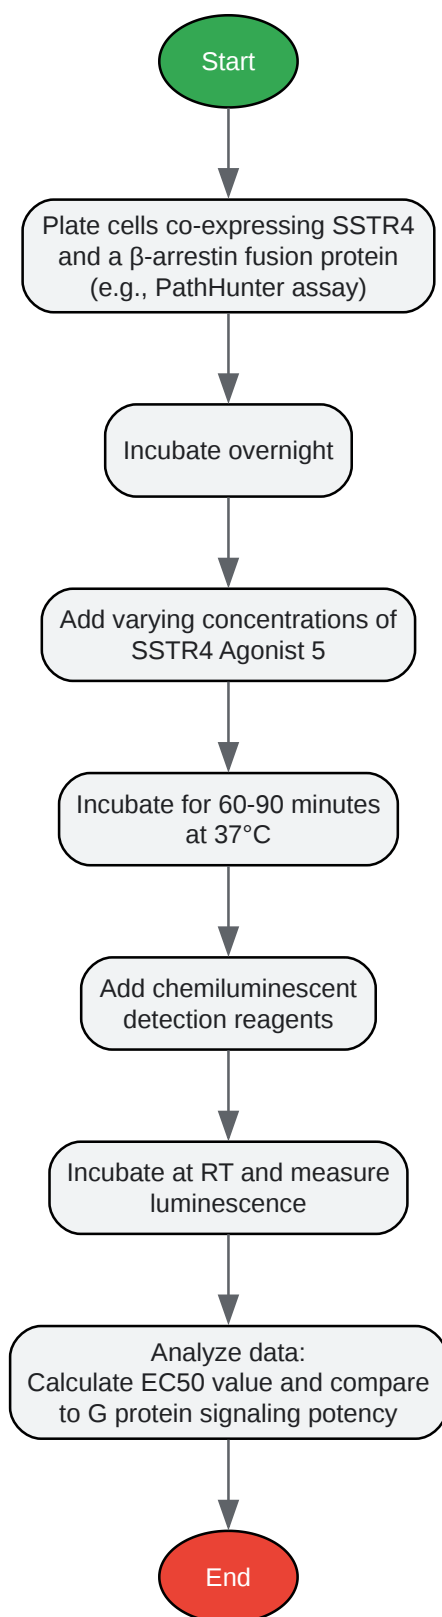 Start
Plate cells co-expressing SSTR4
and a β-arrestin fusion protein
(e.g., PathHunter assay)
Incubate overnight
Add varying concentrations of
SSTR4 Agonist 5
Incubate for 60-90 minutes
at 37°C
Add chemiluminescent
detection reagents
Incubate at RT and measure
luminescence
Analyze data:
Calculate EC50 value and compare
to G protein signaling potency
End